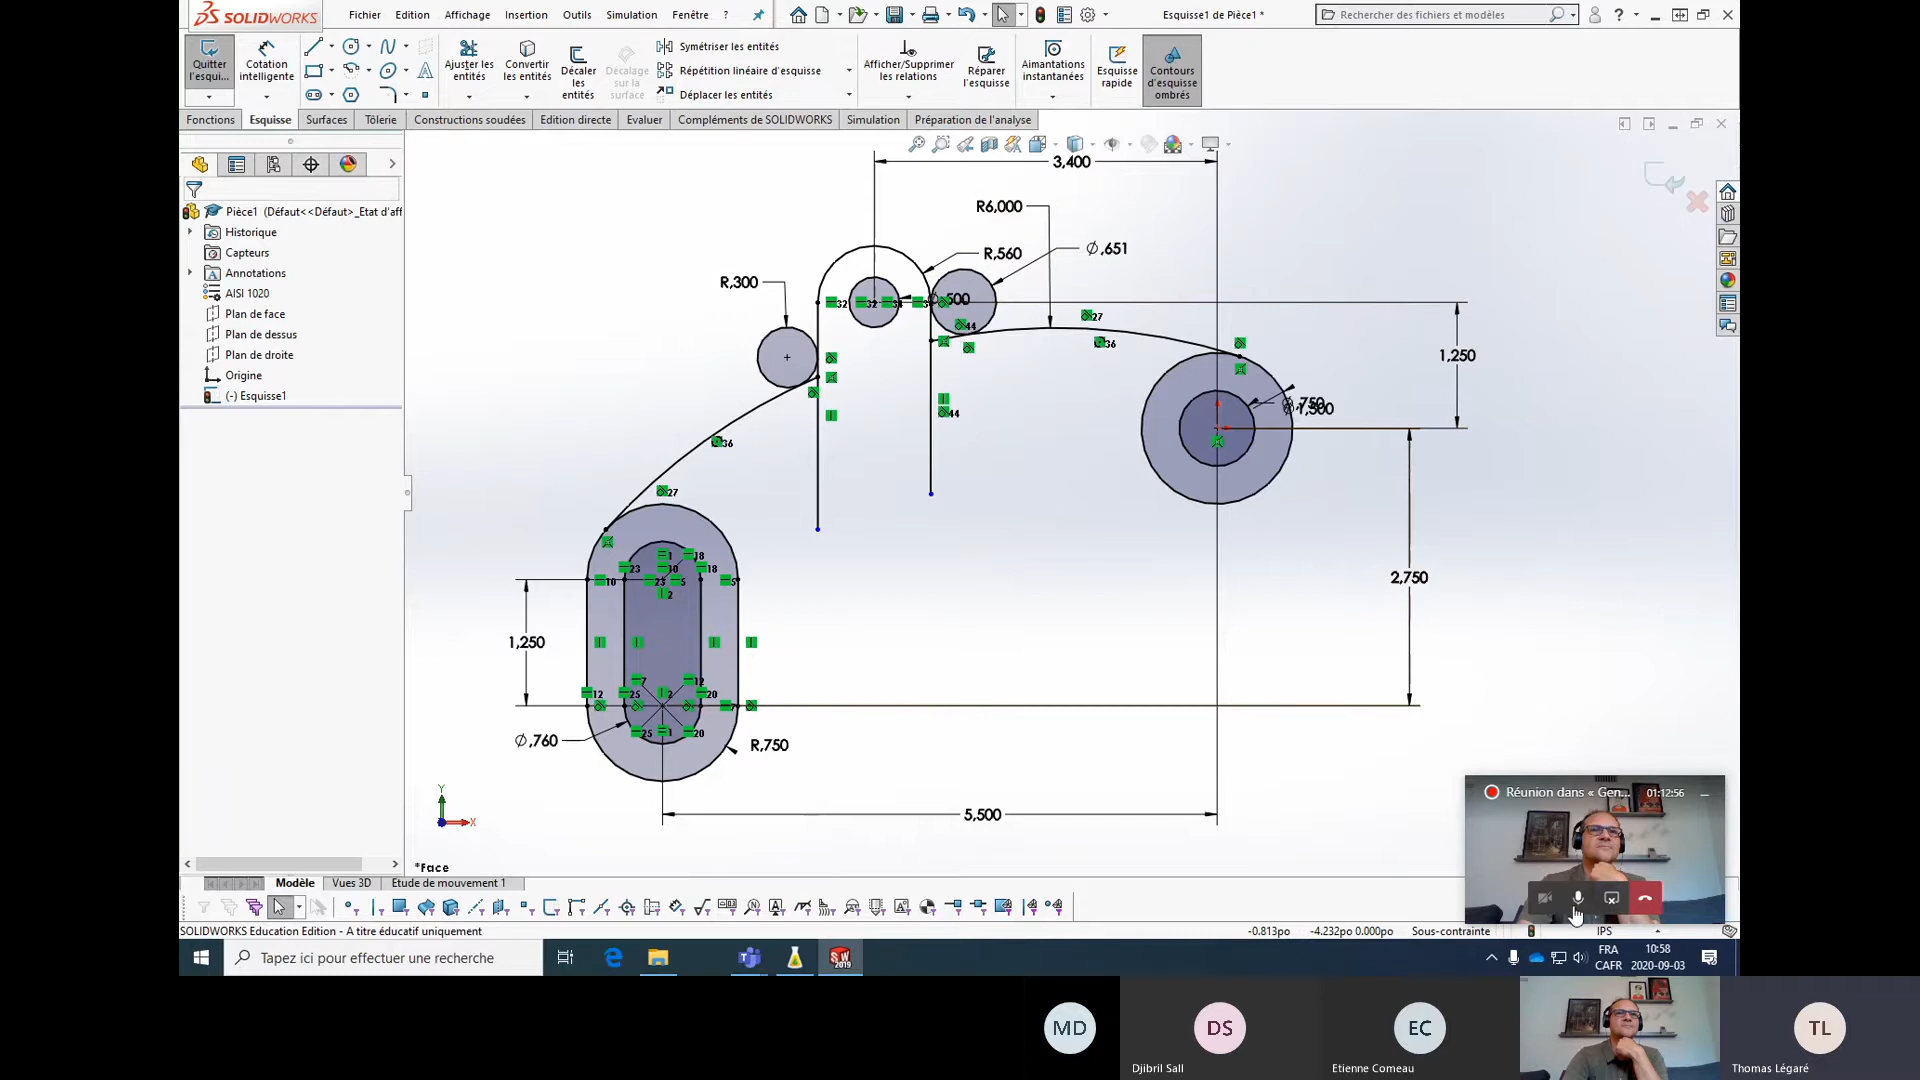 SOLIDWORKS
Fichier Edition Affichage Insertion Outils Simulation Fenêtre ?
Esquisse1 de Pièce1 *
Rechercher des fichiers et modèles
Quitter l'esqui...
Cotation intelligente
Ajuster les entités
Convertir les entités
Décaler les entités
Décalage sur la surface
Symétriser les entités
Répétition linéaire d'esquisse
Déplacer les entités
Afficher/Supprimer les relations
Réparer l'esquisse
Aimantations instantanées
Esquisse rapide
Contours d'esquisse ombrés
Fonctions Esquisse Surfaces Tôlerie Constructions soudées Edition directe Evaluer Compléments de SOLIDWORKS Simulation Préparation de l'analyse
Pièce1 (Défaut<<Défaut>_Etat d'aff
Historique
Capteurs
Annotations
AISI 1020
Plan de face
Plan de dessus
Plan de droite
Origine
(-) Esquisse1
3,400
R6,000
R,560
∅,651
R,300
1,250
2,750
1,250
∅,760
R,750
5,500
Y
X
*Face
Réunion dans « Gen... 01:12:56
Modèle Vues 3D Etude de mouvement 1
SOLIDWORKS Education Edition - A titre éducatif uniquement
-0.813po -4.232po 0.000po Sous-contrainte IPS
Tapez ici pour effectuer une recherche
SW 2019
FRA
CAFR
10:58
2020-09-03
MD
DS
EC
TL
Djibril Sall
Etienne Comeau
Thomas Légaré